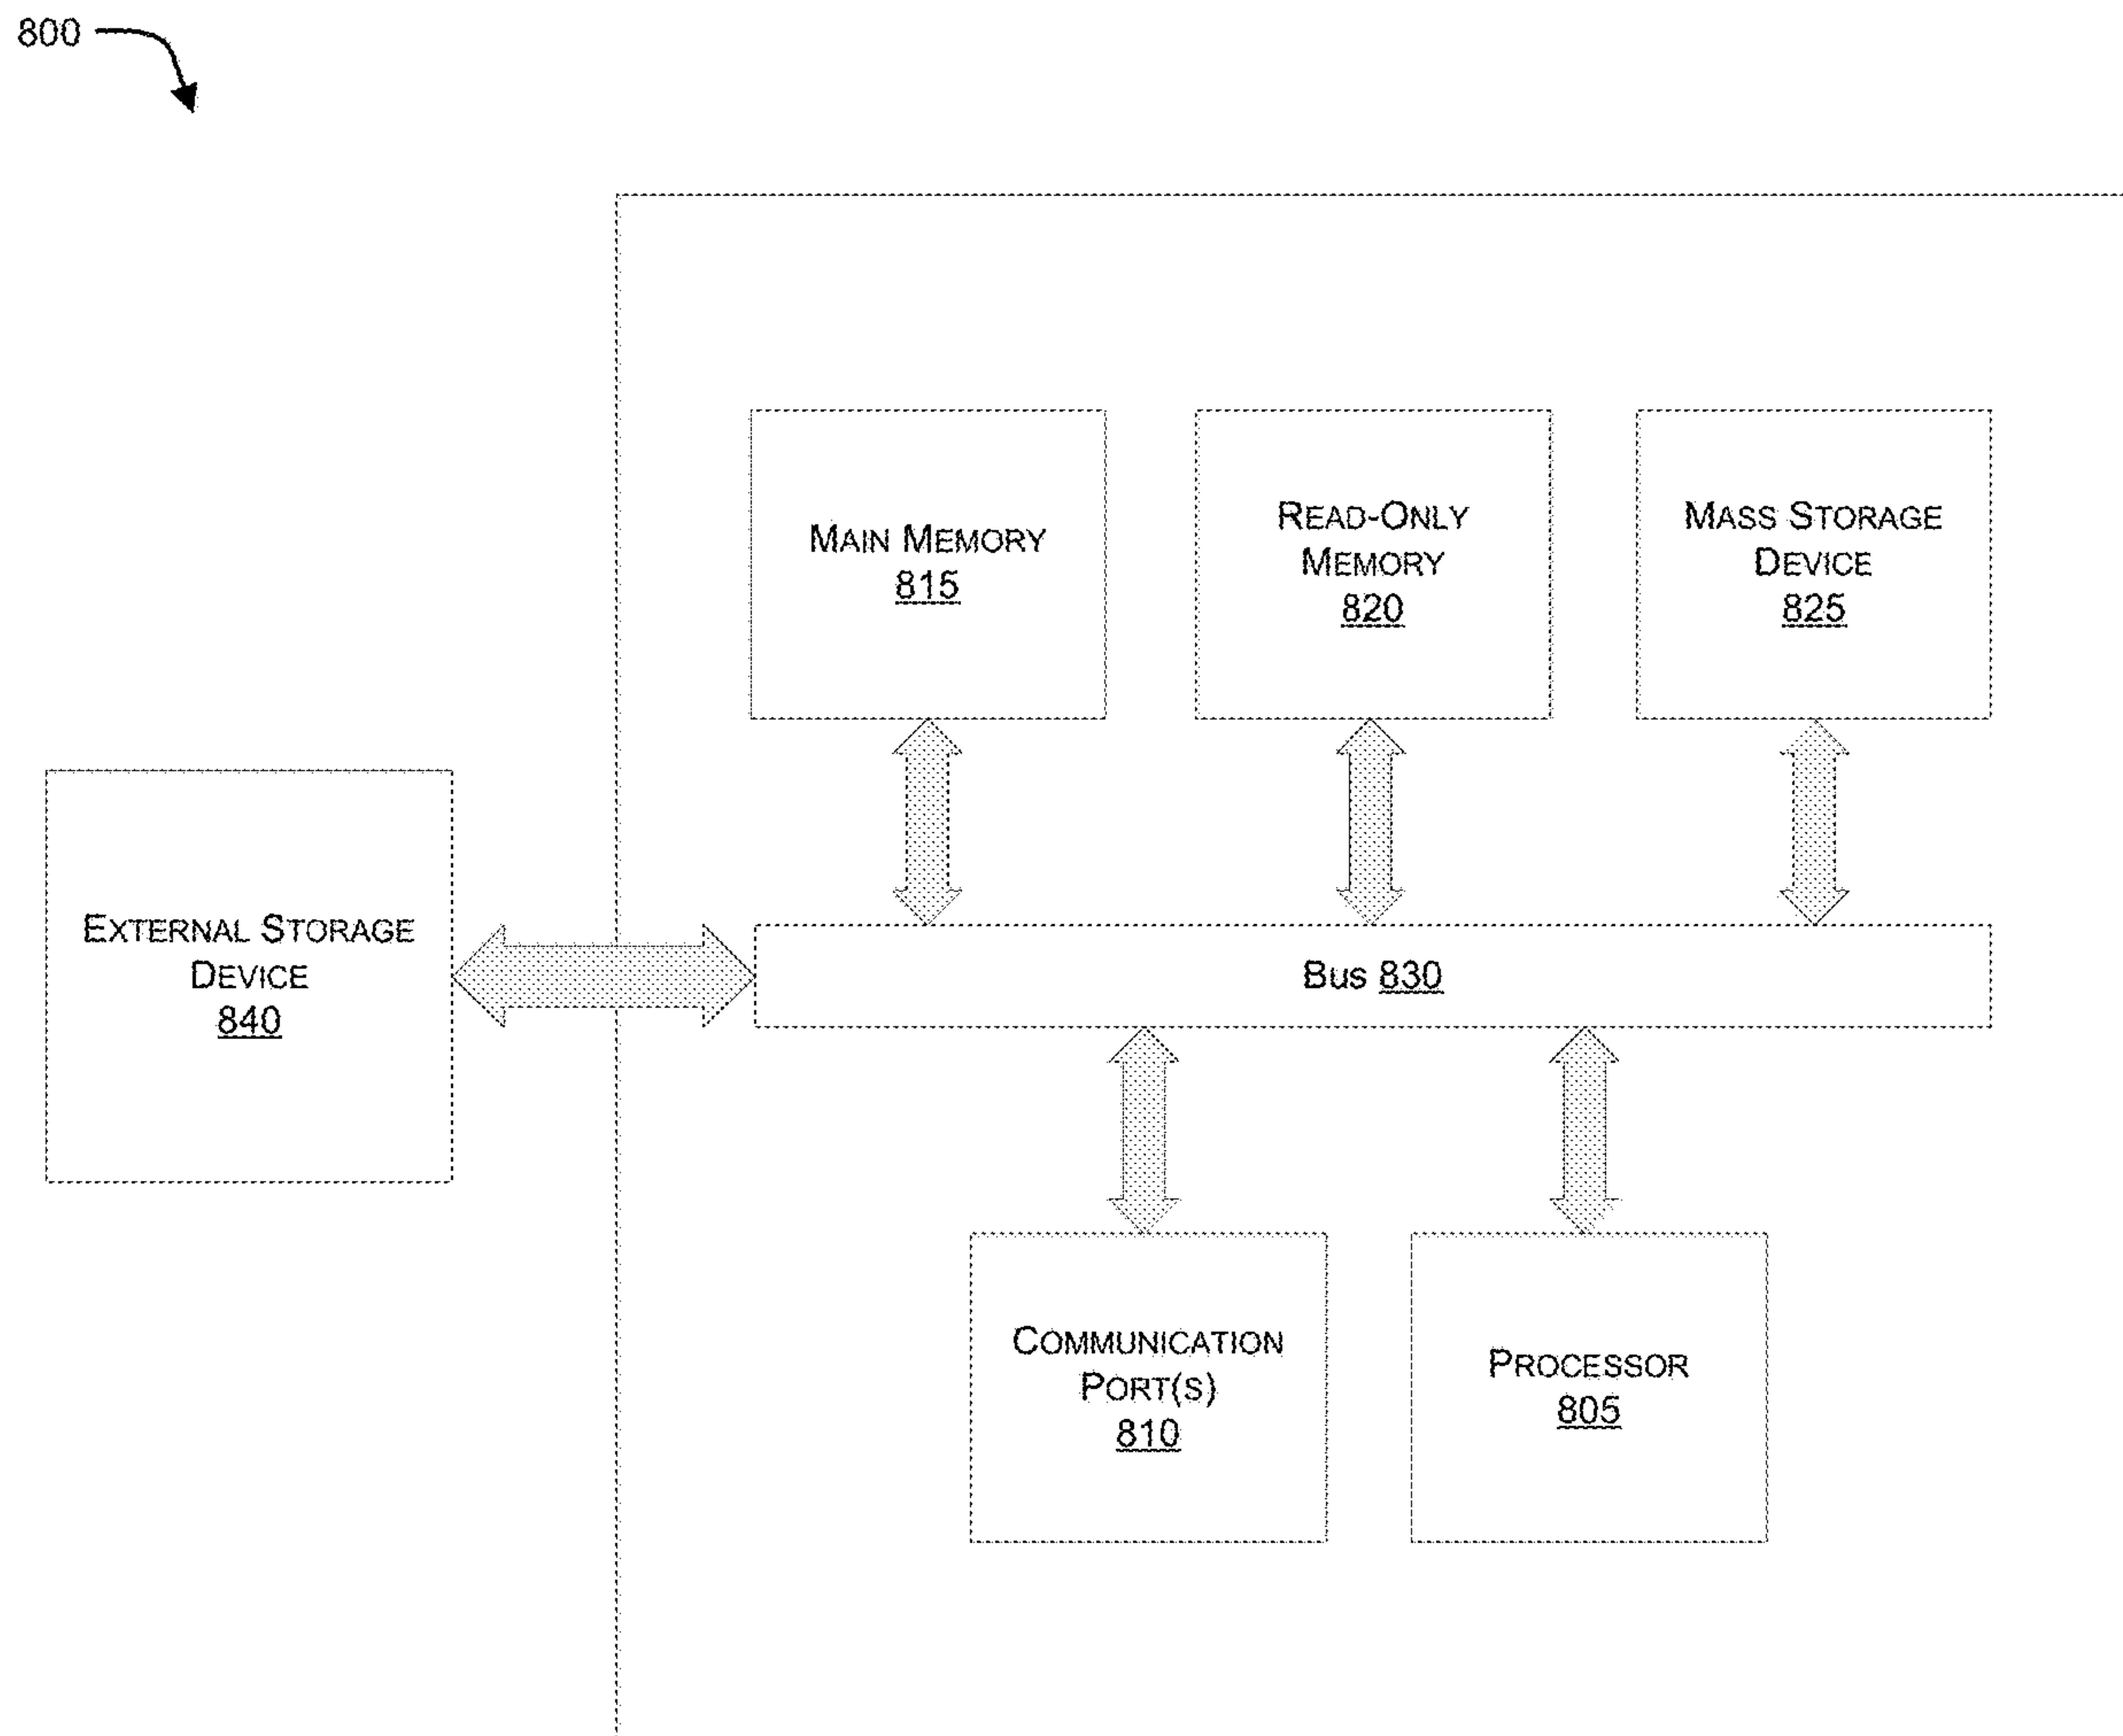 800
MAIN MEMORY
815
READ-ONLY
MEMORY
820
MASS STORAGE
DEVICE
825
EXTERNAL STORAGE
DEVICE
840
Bus 830
COMMUNICATION
PORT(S)
810
PROCESSOR
805